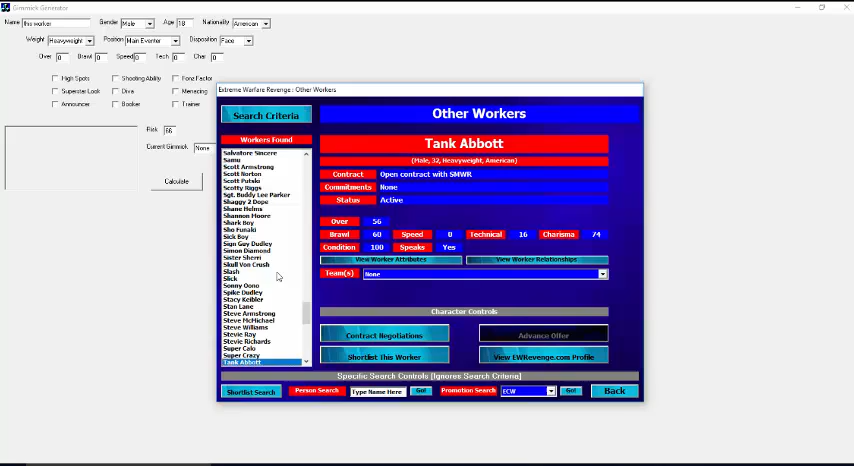 Gimmick Generator
Name this worker Gender Male Age 18 Nationality American
Weight Heavyweight Position Main Eventer Disposition Face
Over 0 Brawl 0 Speed 0 Tech 0 Char 0
High Spots Shooting Ability Fonz Factor
Superstar Look Diva Menacing
Announcer Booker Trainer
Risk 66
Current Gimmick None
Calculate
Extreme Warfare Revenge : Other Workers
Search Criteria
Other Workers
Workers Found
Salvatore Sincere
Samu
Scott Armstrong
Scott Norton
Scott Putski
Scotty Riggs
Sgt. Buddy Lee Parker
Shaggy 2 Dope
Shane Helms
Shannon Moore
Shark Boy
Sho Funaki
Sick Boy
Sign Guy Dudley
Simon Diamond
Sister Sherri
Skull Von Crush
Slash
Slick
Sonny Oono
Spike Dudley
Stacy Keibler
Stan Lane
Steve Armstrong
Steve McMichael
Steve Williams
Stevie Ray
Stevie Richards
Super Calo
Super Crazy
Tank Abbott
Tank Abbott
(Male, 32, Heavyweight, American)
Contract Open contract with SMWR
Commitments None
Status Active
Over 56
Brawl 60 Speed 0 Technical 16 Charisma 74
Condition 100 Speaks Yes
View Worker Attributes View Worker Relationships
Team(s) None
Character Controls
Contract Negotiations Advance Offer
Shortlist This Worker View EWRevenge.com Profile
Specific Search Controls (Ignores Search Criteria)
Shortlist Search Person Search Type Name Here Go! Promotion Search ECW Go! Back